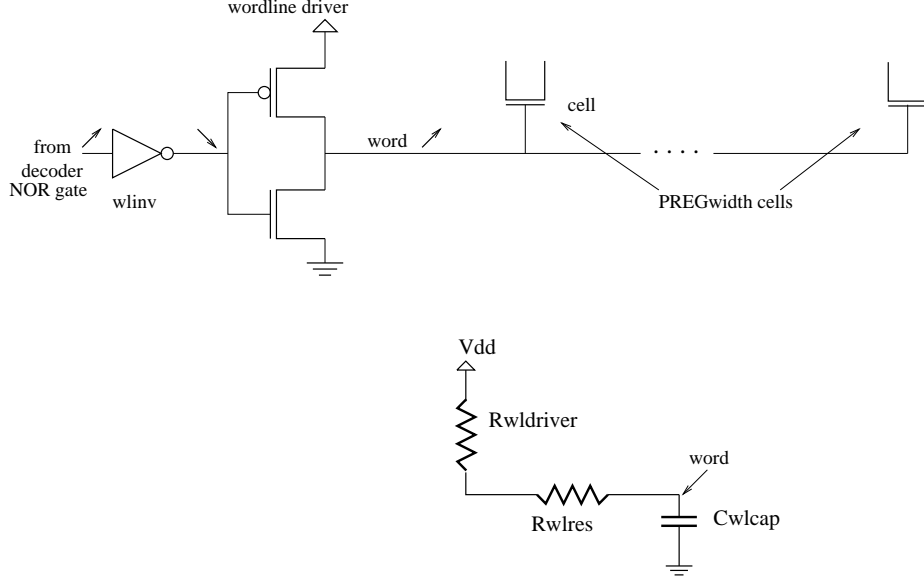 wordline driver
cell
from
decoder
NOR gate
word
wlinv
. . . .
PREGwidth cells
Vdd
Rwldriver
word
Rwlres
Cwlcap